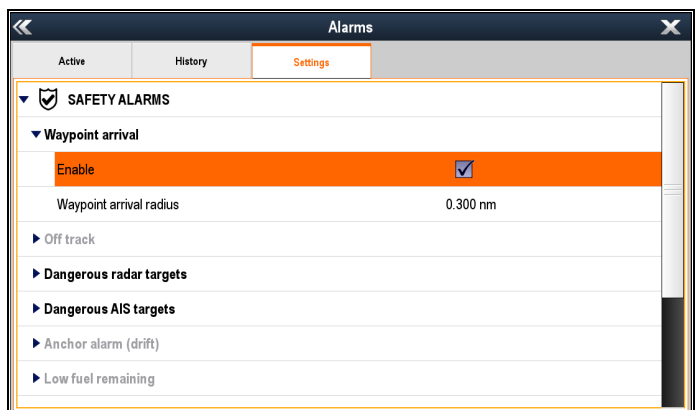 Alarms
Active History Settings
SAFETY ALARMS
Waypoint arrival
Enable
Waypoint arrival radius 0.300 nm
Off track
Dangerous radar targets
Dangerous AIS targets
Anchor alarm (drift)
Low fuel remaining